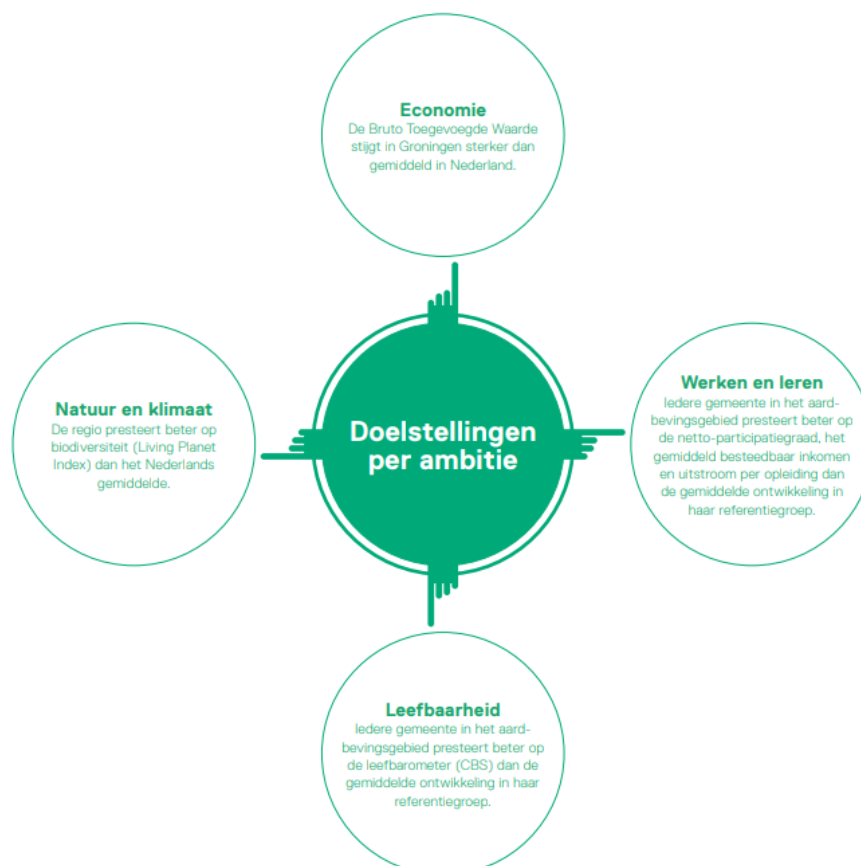 Economie
De Bruto Toegevoegde Waarde
stijgt in Groningen sterker dan
gemiddeld in Nederland.
Natuur en klimaat
De regio presteert beter op
biodiversiteit (Living Planet
Index) dan het Nederlands
gemiddelde.
Doelstellingen
per ambitie
Werken en leren
Iedere gemeente in het aard-
bevingsgebied presteert beter op
de netto-participatiegraad, het
gemiddeld besteedbaar inkomen
en uitstroom per opleiding dan
de gemiddelde ontwikkeling in
haar referentiegroep.
Leefbaarheid
Iedere gemeente in het aard-
bevingsgebied presteert beter op
de leefbarometer (CBS) dan de
gemiddelde ontwikkeling in haar
referentiegroep.